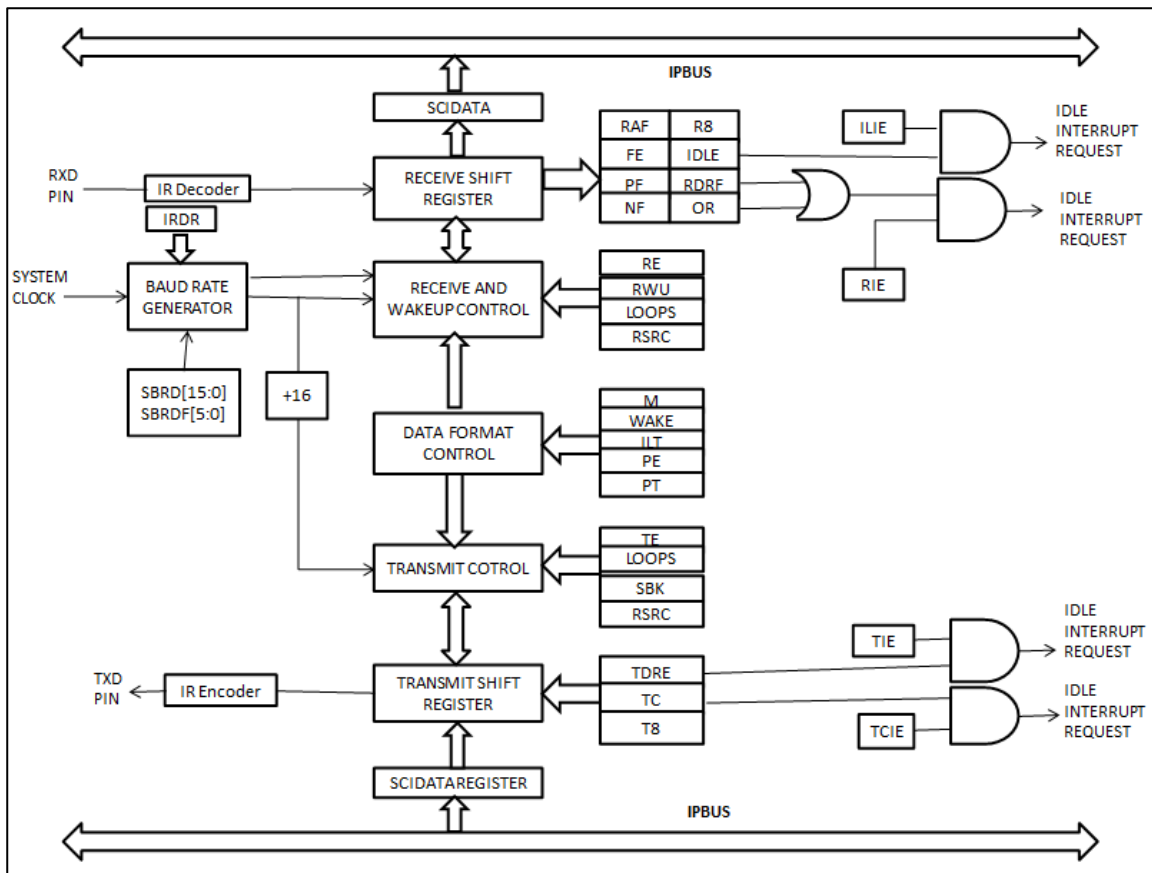 IPBUS
SCIDATA
RAF
R8
ILIE
IDLE
INTERRUPT
REQUEST
FE
IDLE
RXD
PIN
IR Decoder
RECEIVE SHIFT
REGISTER
PF
RDRF
NF
OR
IDLE
INTERRUPT
REQUEST
IRDR
SYSTEM
CLOCK
BAUD RATE
GENERATOR
RECEIVE AND
WAKEUP CONTROL
RE
RWU
LOOPS
RSRC
RIE
SBRD[15:0]
SBRDF[5:0]
+16
DATA FORMAT
CONTROL
M
WAKE
ILT
PE
PT
TRANSMIT COTROL
TE
LOOPS
SBK
RSRC
TIE
IDLE
INTERRUPT
REQUEST
TXD
PIN
IR Encoder
TRANSMIT SHIFT
REGISTER
TDRE
TC
T8
TCIE
IDLE
INTERRUPT
REQUEST
SCIDATAREGISTER
IPBUS